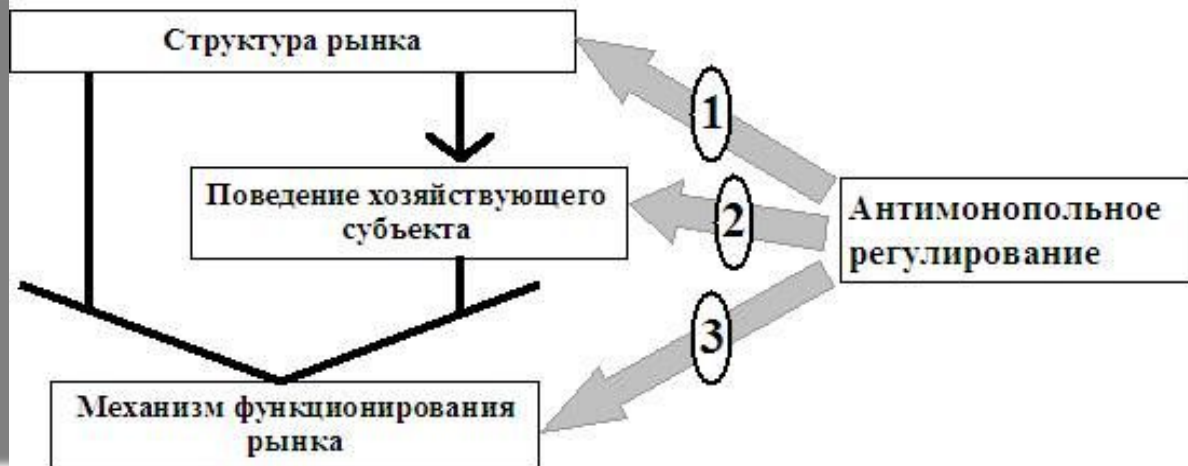 Структура рынка
1
Поведение хозяйствующего
субъекта
2
Антимонопольное
регулирование
3
Механизм функционирования
рынка